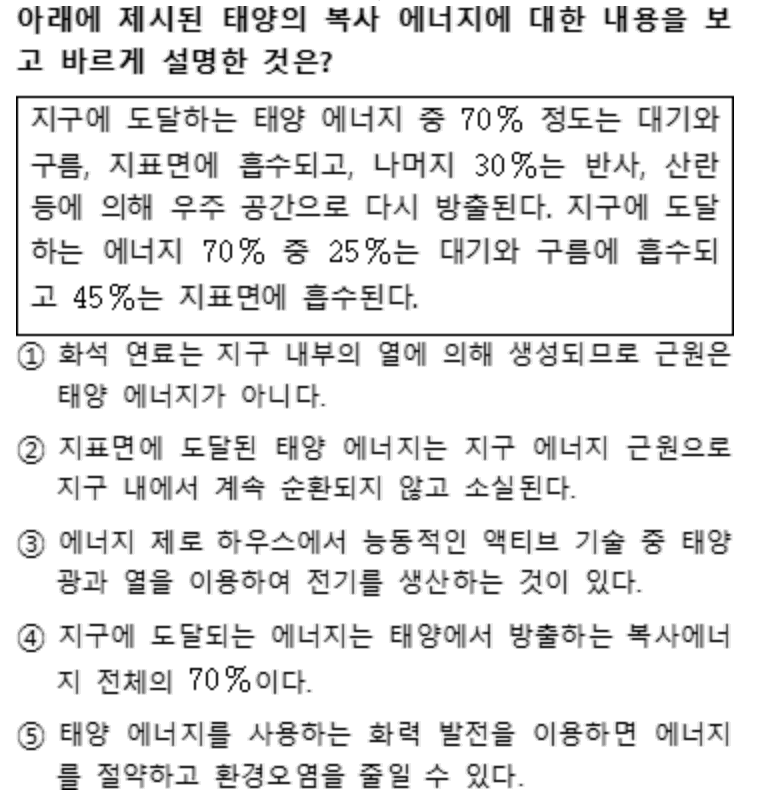 아래에 제시된 태양의 복사 에너지에 대한 내용을 보
고 바르게 설명한 것은?
지구에 도달하는 태양 에너지 중 70% 정도는 대기와
구름, 지표면에 흡수되고, 나머지 30%는 반사, 산란
등에 의해 우주 공간으로 다시 방출된다. 지구에 도달
하는 에너지 70% 중 25%는 대기와 구름에 흡수되
고 45%는 지표면에 흡수된다.
① 화석 연료는 지구 내부의 열에 의해 생성되므로 근원은
태양 에너지가 아니다.
② 지표면에 도달된 태양 에너지는 지구 에너지 근원으로
지구 내에서 계속 순환되지 않고 소실된다.
③ 에너지 제로 하우스에서 능동적인 액티브 기술 중 태양
광과 열을 이용하여 전기를 생산하는 것이 있다.
④ 지구에 도달되는 에너지는 태양에서 방출하는 복사에너
지 전체의 70%이다.
⑤ 태양 에너지를 사용하는 화력 발전을 이용하면 에너지
를 절약하고 환경오염을 줄일 수 있다.